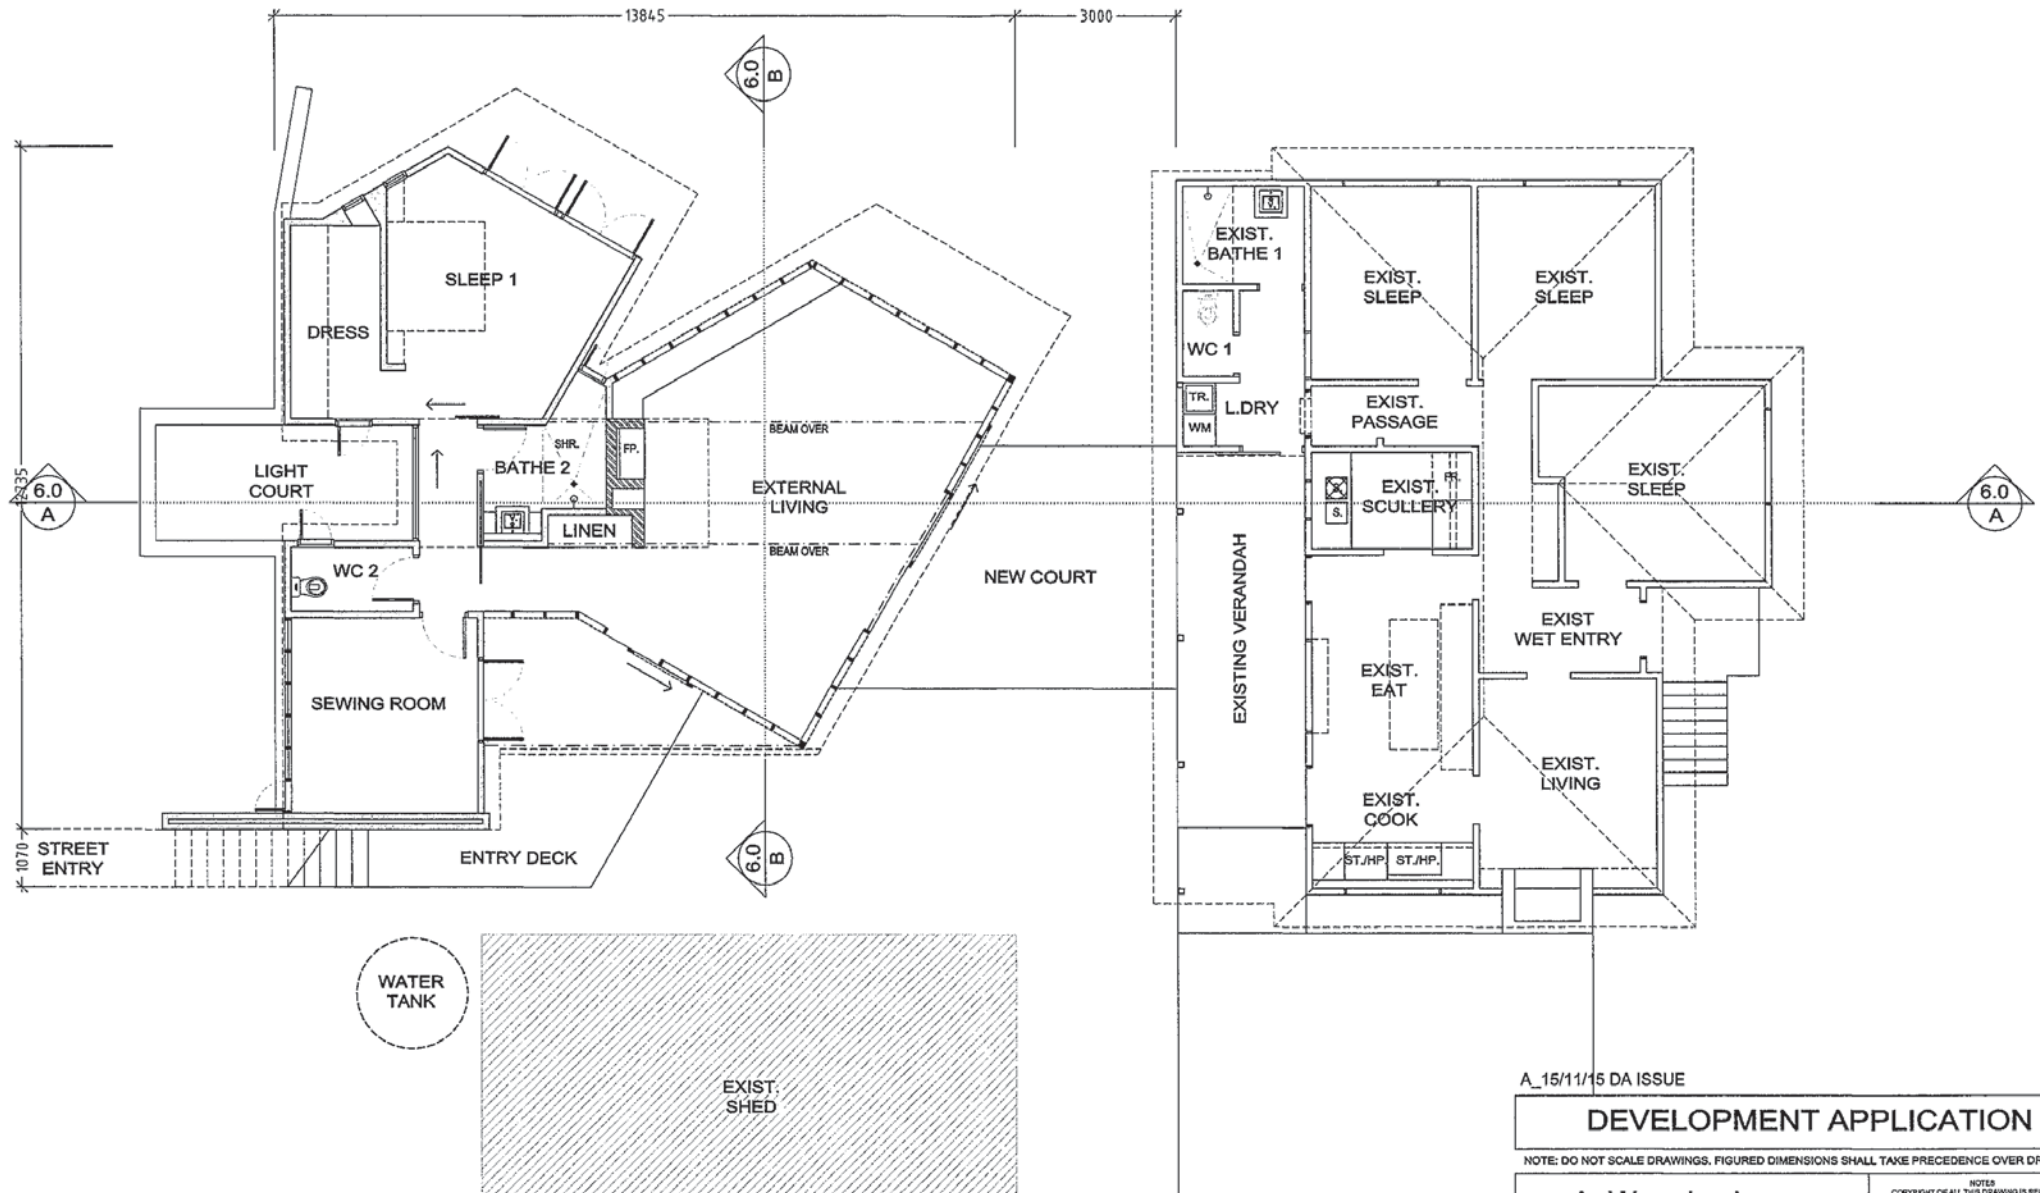 13845
3000
6.0
B
SLEEP 1
DRESS
EXIST.
BATHE 1
EXIST.
SLEEP
EXIST.
SLEEP
WC 1
TR.
WM
L.DRY
EXIST.
PASSAGE
BEAM OVER
SHR.
FP.
BATHE 2
LIGHT
COURT
12735
6.0
A
EXTERNAL
LIVING
LINEN
BEAM OVER
S.
EXIST.
SCULLERY
FR.
EXIST.
SLEEP
6.0
A
WC 2
NEW COURT
EXISTING VERANDAH
EXIST
WET ENTRY
SEWING ROOM
EXIST.
EAT
EXIST.
LIVING
EXIST.
COOK
ST./HP.
ST./HP.
1070
STREET
ENTRY
ENTRY DECK
6.0
B
WATER
TANK
EXIST.
SHED
A_15/11/15 DA ISSUE
DEVELOPMENT APPLICATION
NOTE: DO NOT SCALE DRAWINGS. FIGURED DIMENSIONS SHALL TAKE PRECEDENCE OVER
NOTES